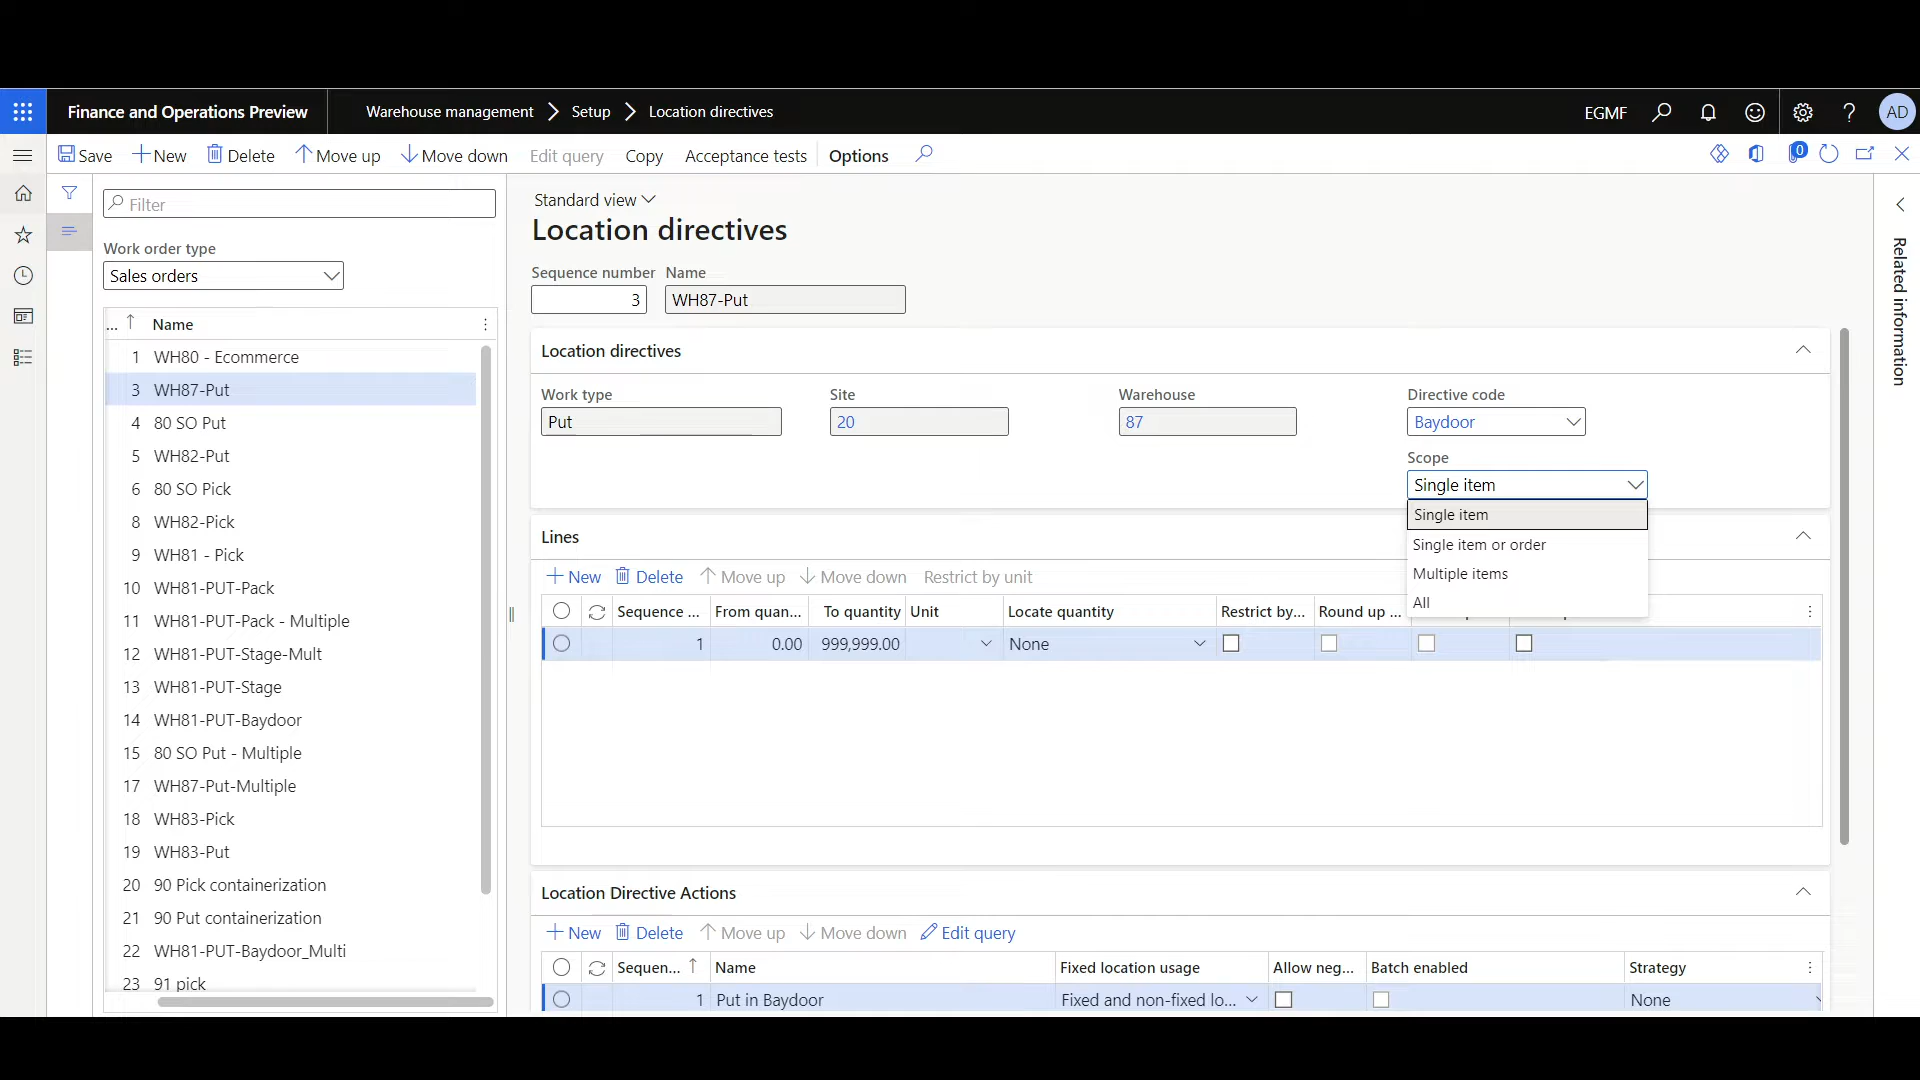 Finance and Operations Preview
Warehouse management > Setup > Location directives
EGMF
?
AD
Save
New
Delete
Move up
Move down
Edit query
Copy
Acceptance tests
Options
0
Filter
Work order type
Sales orders
... Name
1 WH80 - Ecommerce
3 WH87-Put
4 80 SO Put
5 WH82-Put
6 80 SO Pick
8 WH82-Pick
9 WH81 - Pick
10 WH81-PUT-Pack
11 WH81-PUT-Pack - Multiple
12 WH81-PUT-Stage-Mult
13 WH81-PUT-Stage
14 WH81-PUT-Baydoor
15 80 SO Put - Multiple
17 WH87-Put-Multiple
18 WH83-Pick
19 WH83-Put
20 90 Pick containerization
21 90 Put containerization
22 WH81-PUT-Baydoor_Multi
23 91 pick
Standard view
Location directives
Sequence number Name
3 WH87-Put
Location directives
Work type Site Warehouse Directive code
Put 20 87 Baydoor
Scope
Single item
Single item
Single item or order
Multiple items
All
Lines
New Delete Move up Move down Restrict by unit
Sequence ... From quan... To quantity Unit Locate quantity Restrict by... Round up ...
1 0.00 999,999.00 None
Location Directive Actions
New Delete Move up Move down Edit query
Sequen... Name Fixed location usage Allow neg... Batch enabled Strategy
1 Put in Baydoor Fixed and non-fixed lo... None
Related information